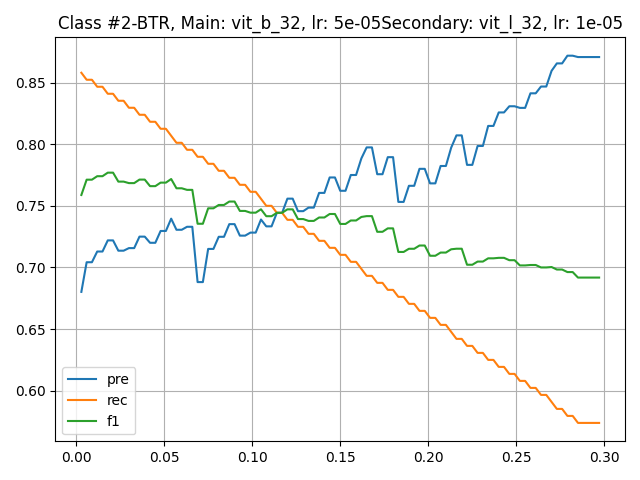 Class #2-BTR, Main: vit_b_32, lr: 5e-05Secondary: vit_l_32, lr: 1e-05
0.85
0.80
0.75
0.70
0.65
0.60
pre
rec
f1
0.00 0.05 0.10 0.15 0.20 0.25 0.30